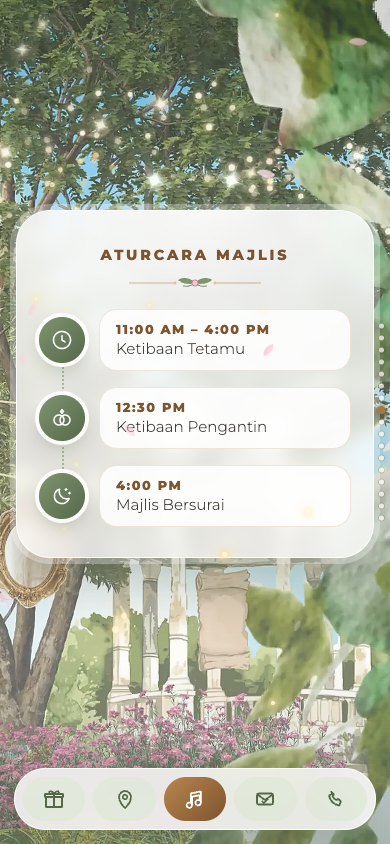 ATURCARA MAJLIS
11:00 AM – 4:00 PM
Ketibaan Tetamu
12:30 PM
Ketibaan Pengantin
4:00 PM
Majlis Bersurai